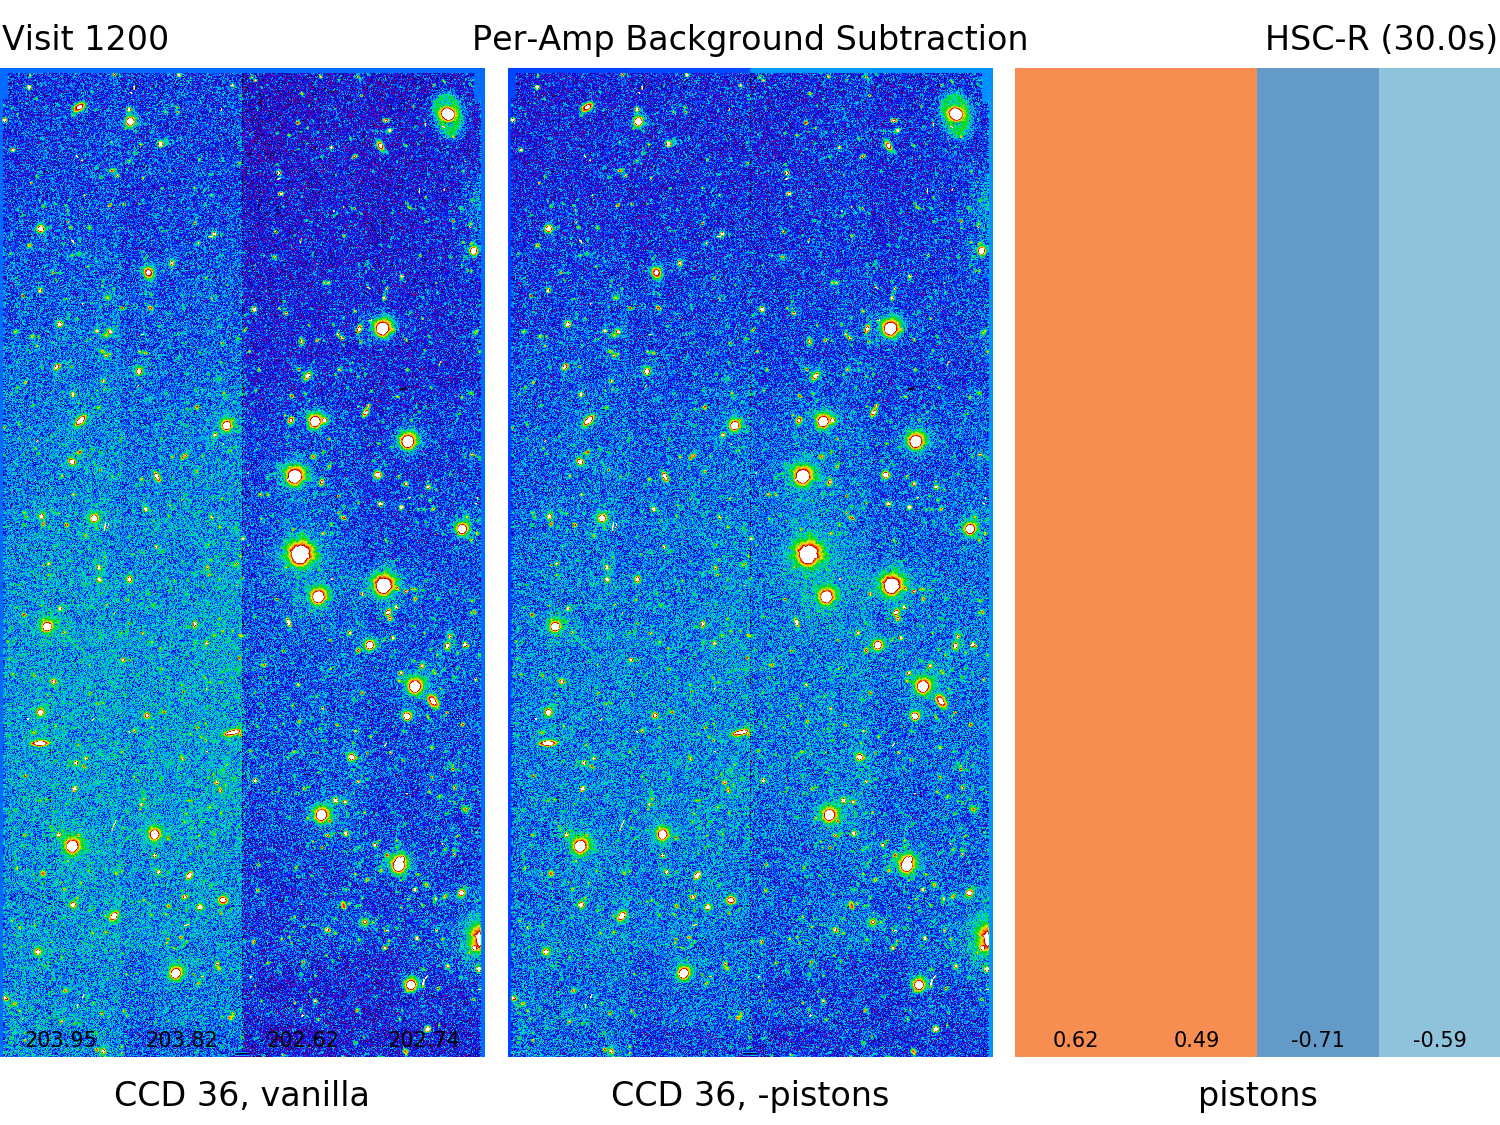 Visit 1200 Per-Amp Background Subtraction HSC-R (30.0s)
203.95 203.82 202.62 202.74 0.62 0.49 -0.71 -0.59
CCD 36, vanilla CCD 36, -pistons pistons